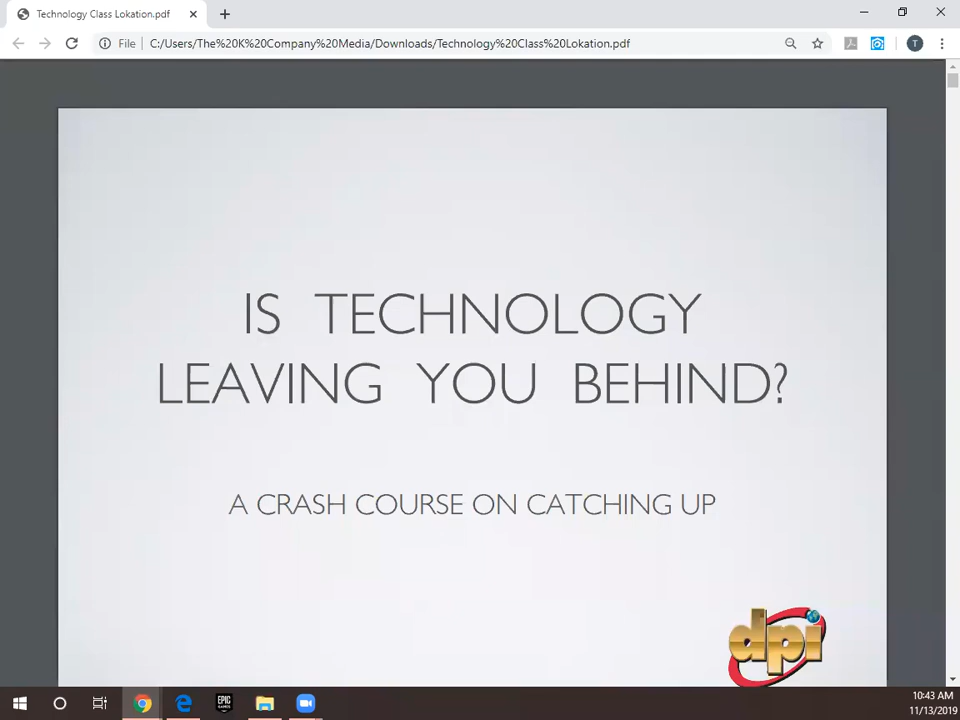 Technology Class Lokation.pdf
File
C:/Users/The%20K%20Company%20Media/Downloads/Technology%20Class%20Lokation.pdf
T
IS TECHNOLOGY
LEAVING YOU BEHIND?
A CRASH COURSE ON CATCHING UP
dpi
EPIC
GAMES
10:43 AM
11/13/2019